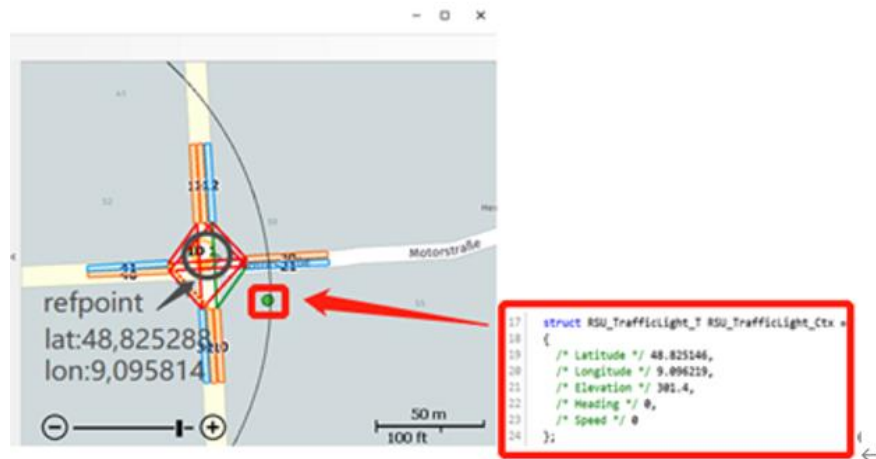 refpoint
lat:48,825288
lon:9,095814
Motorstraße
50 m
100 ft
17 struct RSU_TrafficLight_T RSU_TrafficLight_Ctx =
18 {
19 /* Latitude */ 48.825146,
20 /* Longitude */ 9.096219,
21 /* Elevation */ 301.4,
22 /* Heading */ 0,
23 /* Speed */ 0
24 };